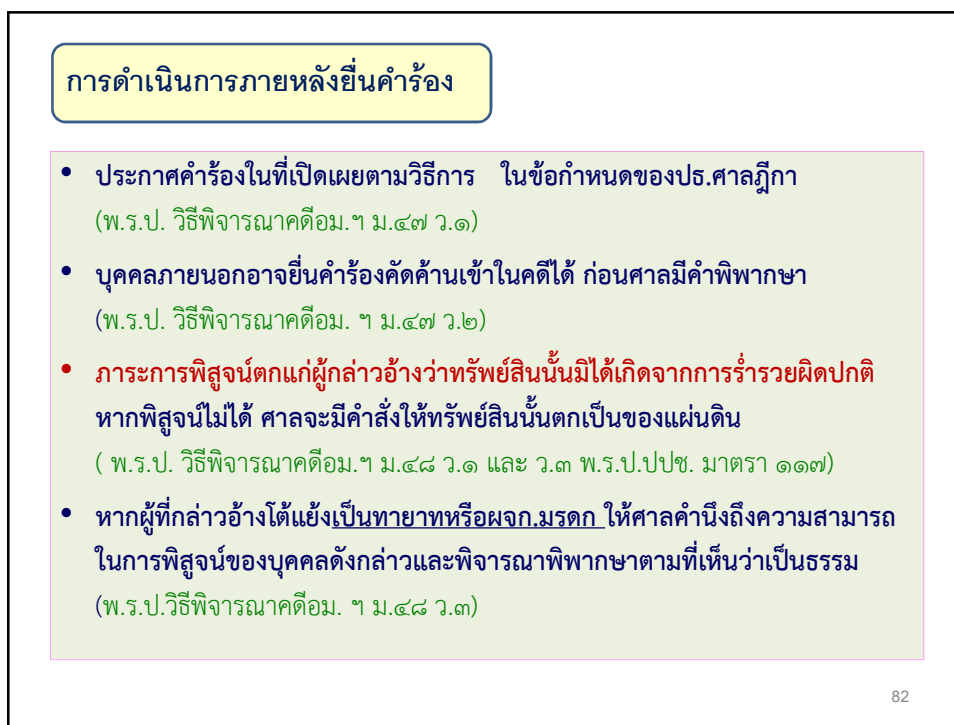 การดำเนินการภายหลังยื่นคำร้อง
• ประกาศคำร้องในที่เปิดเผยตามวิธีการ ในข้อกำหนดของปธ.ศาลฎีกา
(พ.ร.ป. วิธีพิจารณาคดีอม.ฯ ม.๔๗ ว.๑)
• บุคคลภายนอกอาจยื่นคำร้องคัดค้านเข้าในคดีได้ ก่อนศาลมีคำพิพากษา
(พ.ร.ป. วิธีพิจารณาคดีอม. ฯ ม.๔๗ ว.๒)
• ภาระการพิสูจน์ตกแก่ผู้กล่าวอ้างว่าทรัพย์สินนั้นมิได้เกิดจากการร่ำรวยผิดปกติ
หากพิสูจน์ไม่ได้ ศาลจะมีคำสั่งให้ทรัพย์สินนั้นตกเป็นของแผ่นดิน
( พ.ร.ป. วิธีพิจารณาคดีอม.ฯ ม.๔๘ ว.๑ และ ว.๓ พ.ร.ป.ปปช. มาตรา ๑๑๗)
• หากผู้ที่กล่าวอ้างโต้แย้งเป็นทายาทหรือผจก.มรดก ให้ศาลคำนึงถึงความสามารถ
ในการพิสูจน์ของบุคคลดังกล่าวและพิจารณาพิพากษาตามที่เห็นว่าเป็นธรรม
(พ.ร.ป.วิธีพิจารณาคดีอม. ฯ ม.๔๘ ว.๓)
82